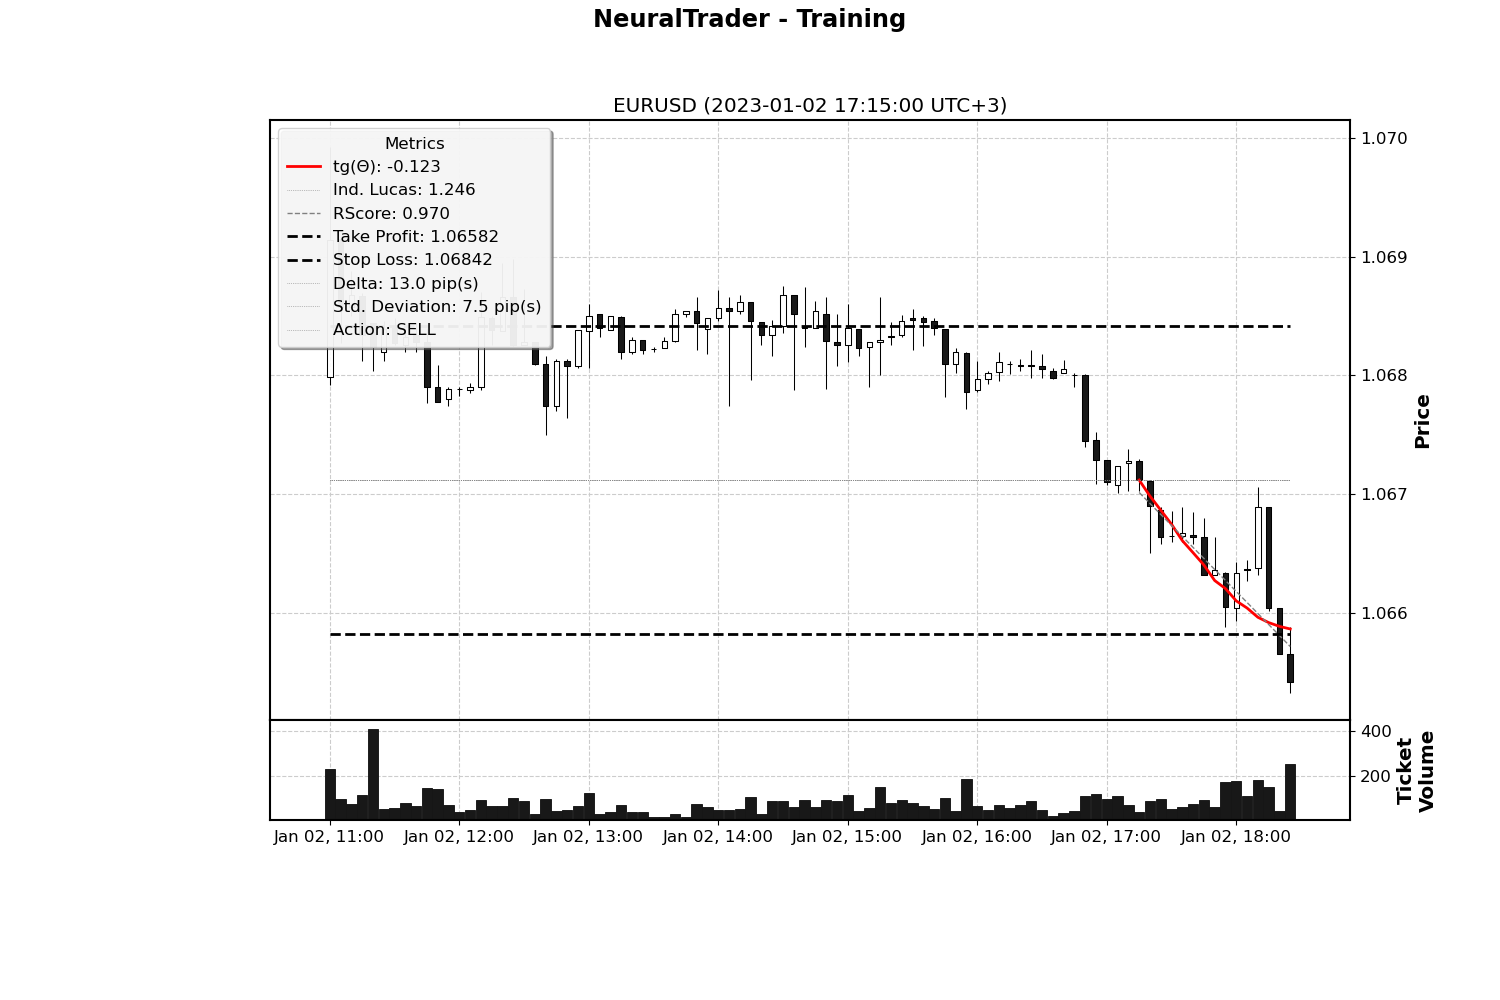 NeuralTrader - Training
EURUSD (2023-01-02 17:15:00 UTC+3)
Metrics
tg(Θ): -0.123
Ind. Lucas: 1.246
RScore: 0.970
Take Profit: 1.06582
Stop Loss: 1.06842
Delta: 13.0 pip(s)
Std. Deviation: 7.5 pip(s)
Action: SELL
1.070
1.069
1.068
1.067
1.066
Price
400
200
Ticket
Volume
Jan 02, 11:00 Jan 02, 12:00 Jan 02, 13:00 Jan 02, 14:00 Jan 02, 15:00 Jan 02, 16:00 Jan 02, 17:00 Jan 02, 18:00